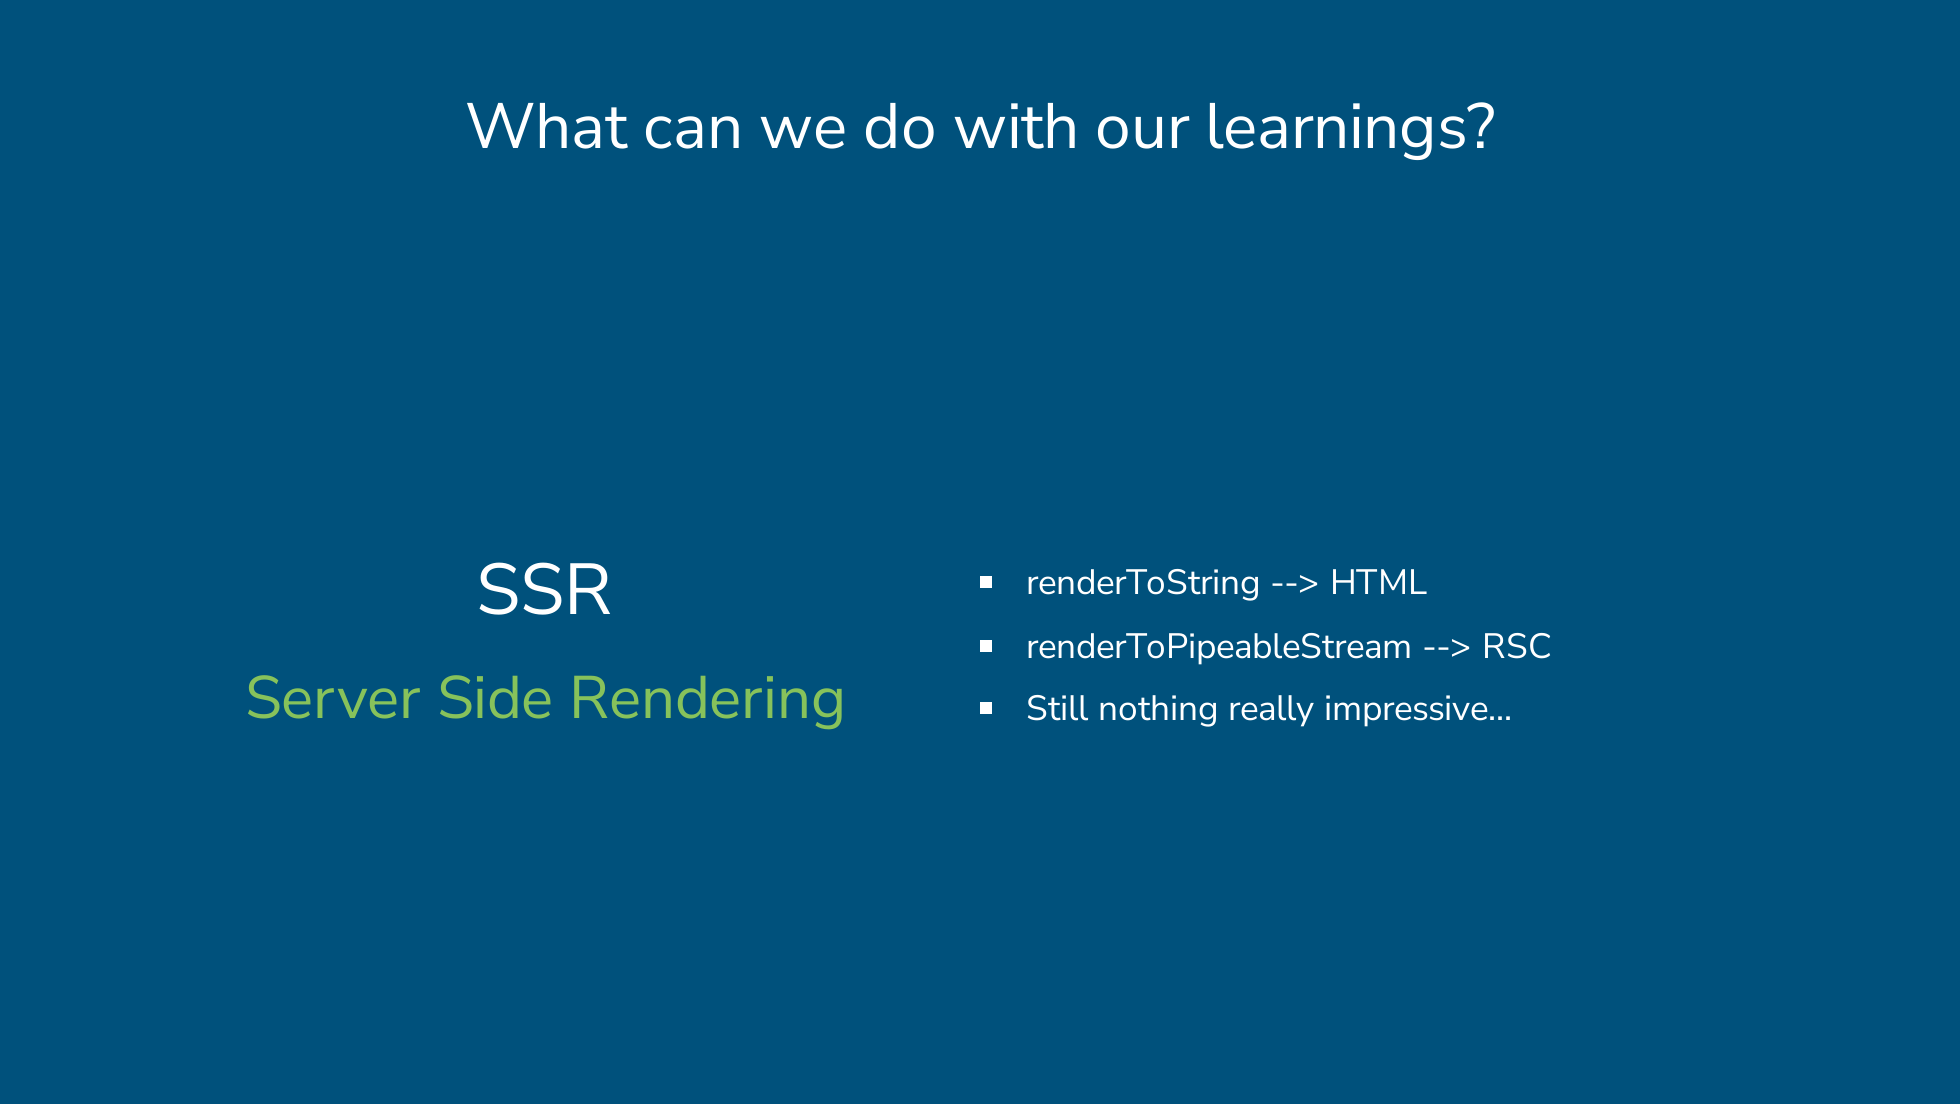 What can we do with our learnings?
SSR
Server Side Rendering
▪ renderToString --> HTML
▪ renderToPipeableStream --> RSC
▪ Still nothing really impressive...